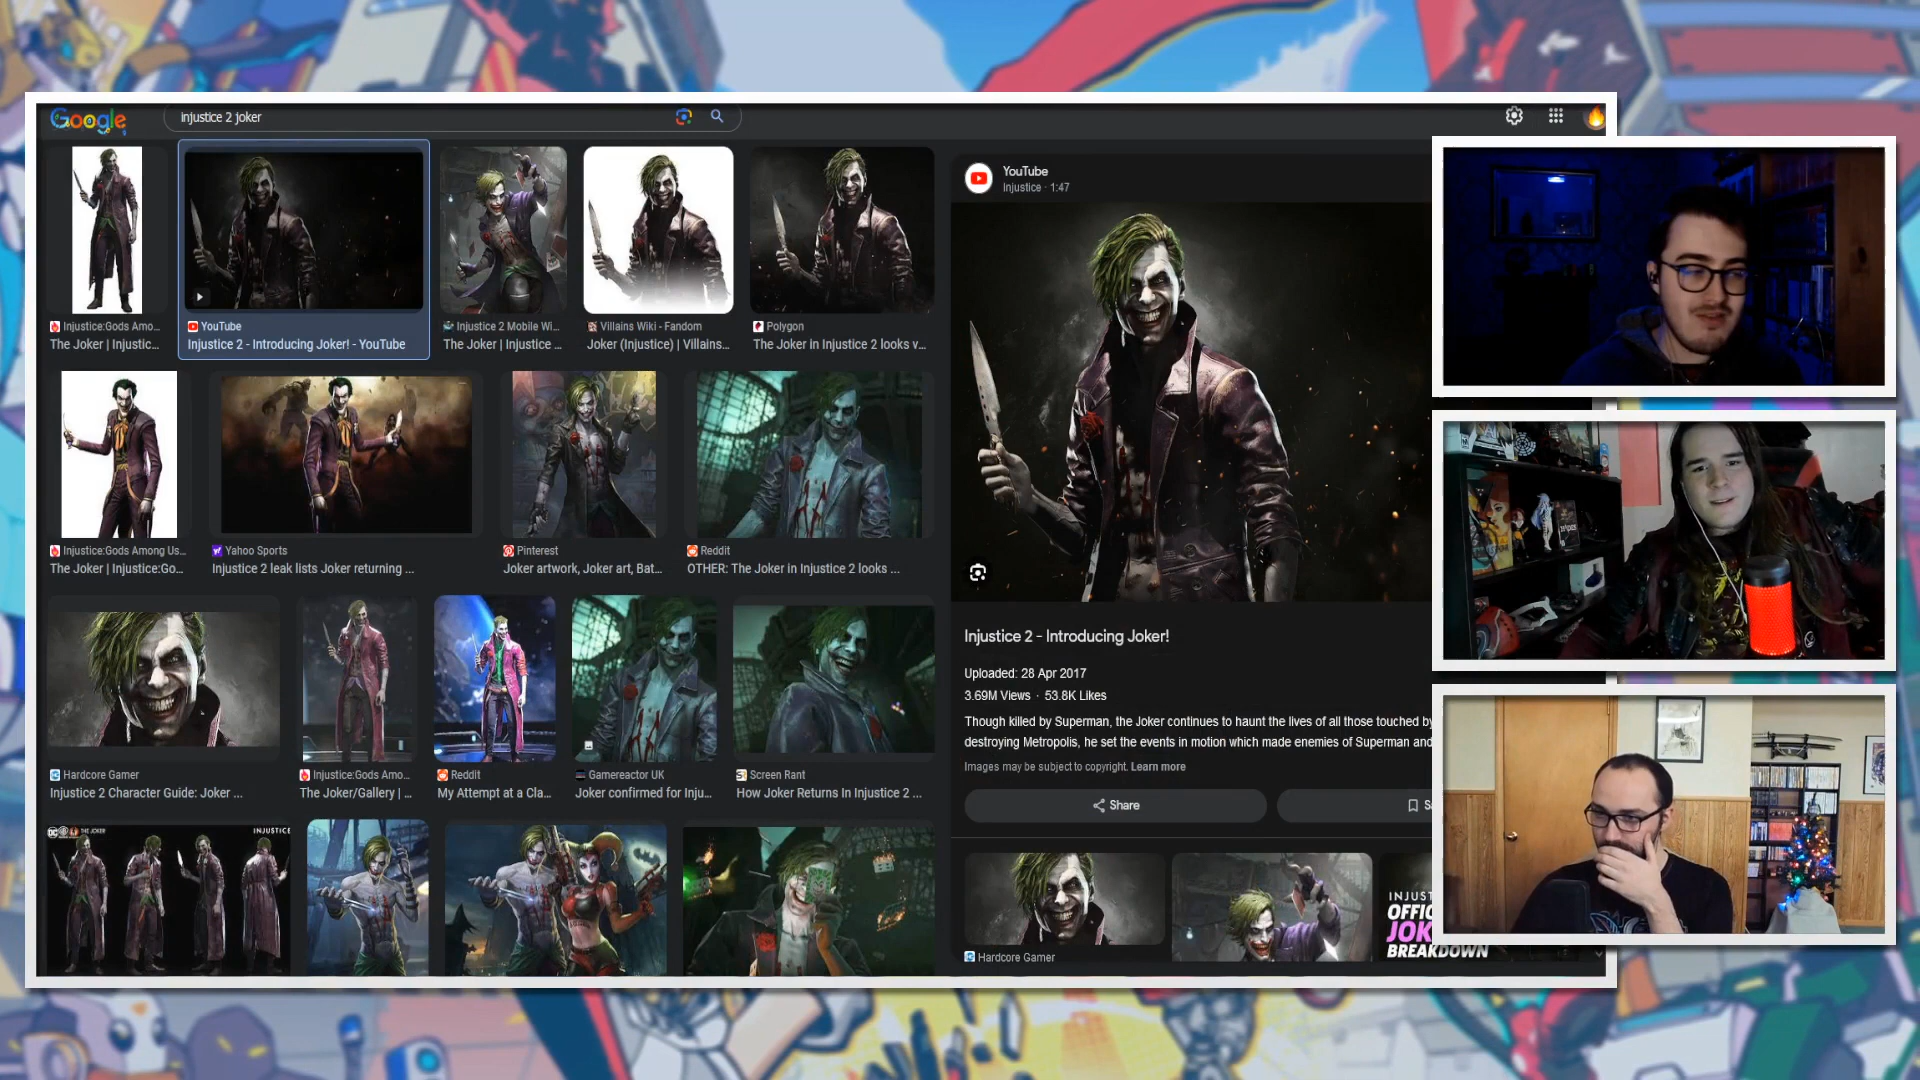 Google
injustice 2 joker
Injustice:Gods Amo...
The Joker | Injustic...
YouTube
Injustice 2 - Introducing Joker! - YouTube
Injustice 2 Mobile Wi...
The Joker | Injustice ...
Villains Wiki - Fandom
Joker (Injustice) | Villains...
Polygon
The Joker in Injustice 2 looks v...
Injustice:Gods Among Us...
The Joker | Injustice:Go...
Yahoo Sports
Injustice 2 leak lists Joker returning ...
Pinterest
Joker artwork, Joker art, Bat...
Reddit
OTHER: The Joker in Injustice 2 looks ...
Hardcore Gamer
Injustice 2 Character Guide: Joker ...
Injustice:Gods Amo...
The Joker/Gallery | ...
Reddit
My Attempt at a Cla...
Gamereactor UK
Joker confirmed for Inju...
Screen Rant
How Joker Returns In Injustice 2 ...
THE JOKER
INJUSTICE
YouTube
Injustice · 1:47
Injustice 2 - Introducing Joker!
Uploaded: 28 Apr 2017
3.69M Views · 53.8K Likes
Though killed by Superman, the Joker continues to haunt the lives of all those touched by
destroying Metropolis, he set the events in motion which made enemies of Superman and
Images may be subject to copyright. Learn more
Share
Hardcore Gamer
INJUST
OFFIC
JOK
BREAKDOWN